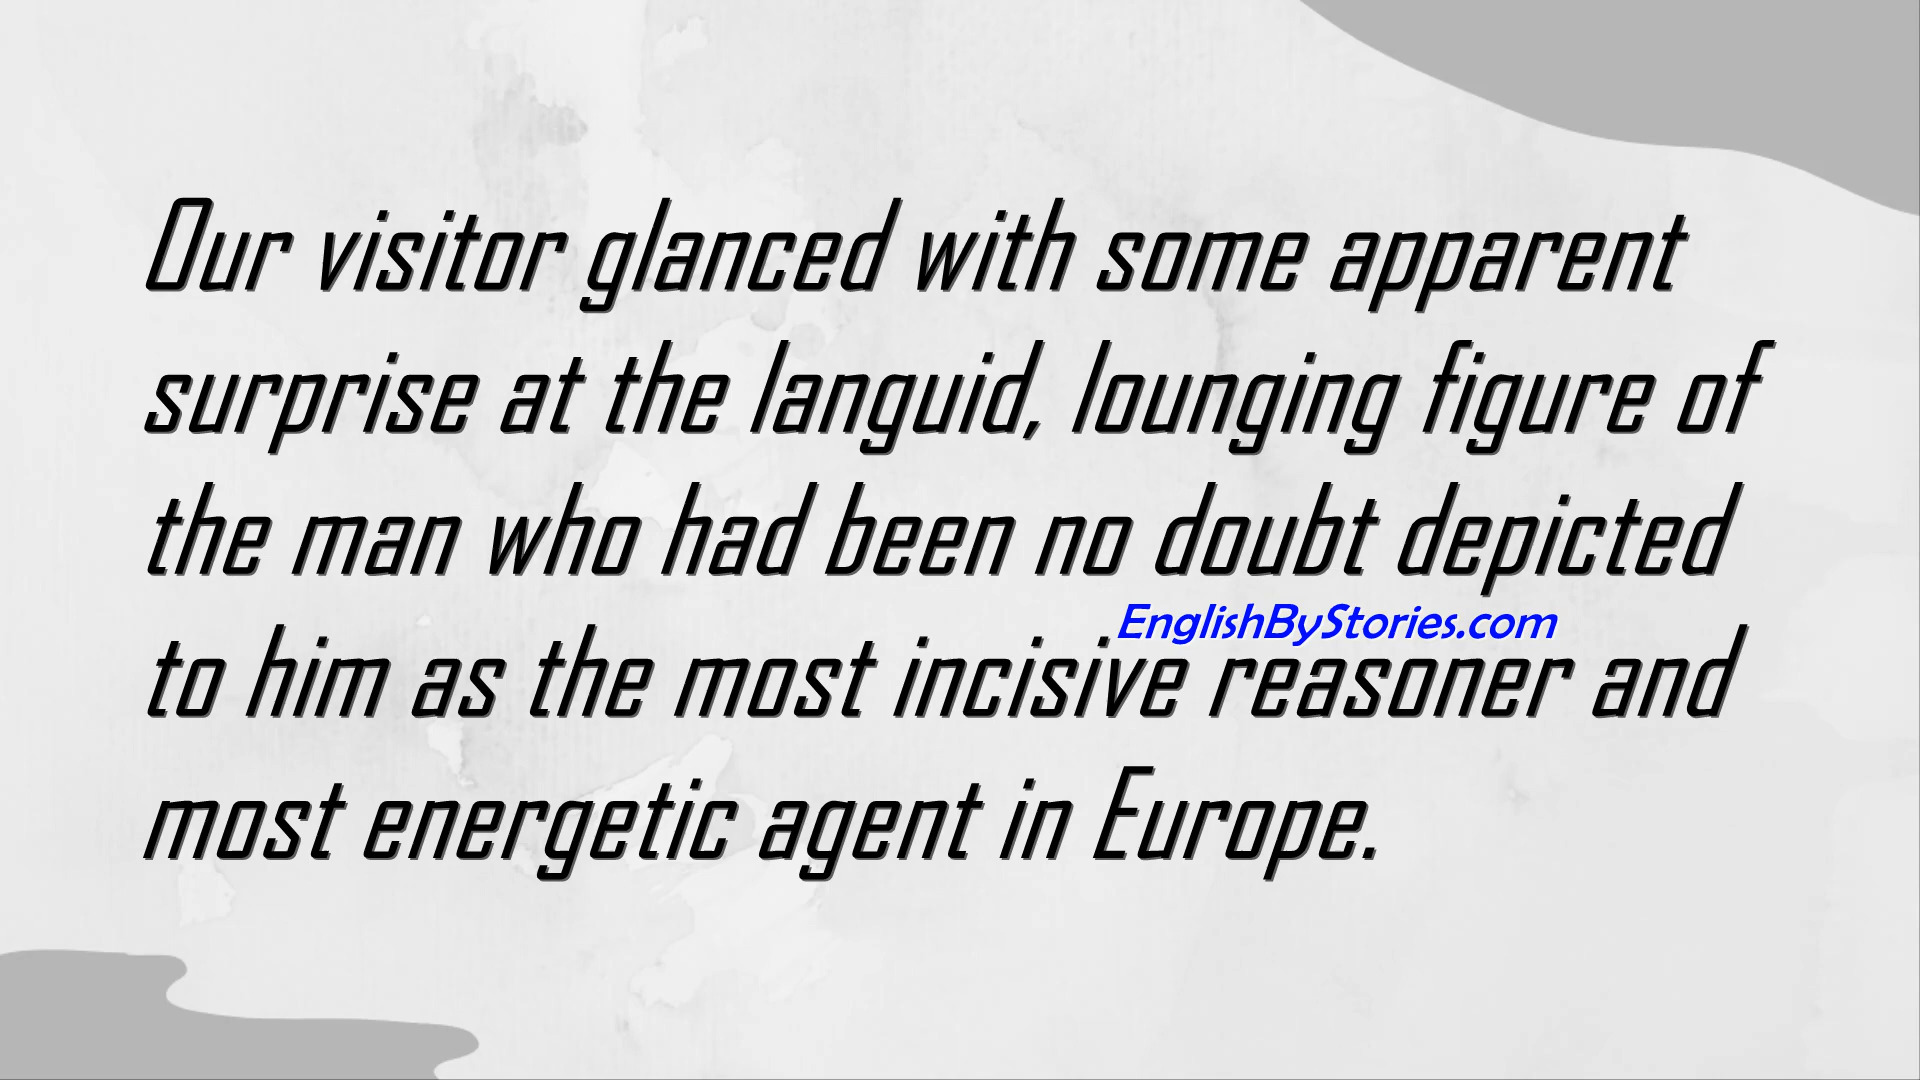 Our visitor glanced with some apparent
surprise at the languid, lounging figure of
the man who had been no doubt depicted
EnglishByStories.com
to him as the most incisive reasoner and
most energetic agent in Europe.